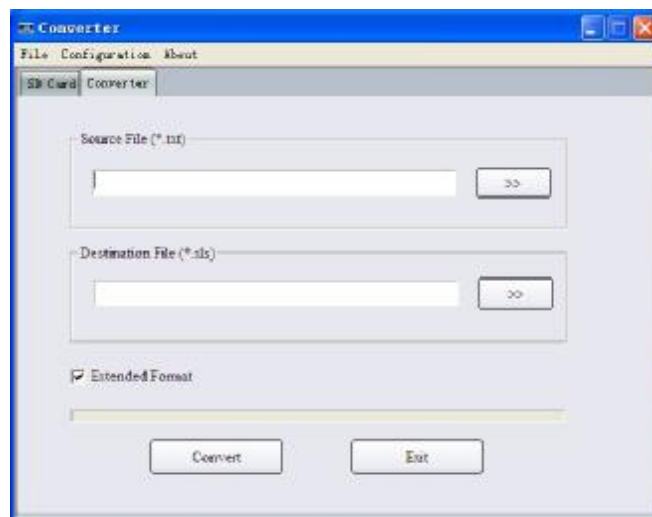 Converter
File Configuration About
SD Card Converter
Source File (*.txt)
>>
Destination File (*.xls)
>>
Extended Format
Convert Exit